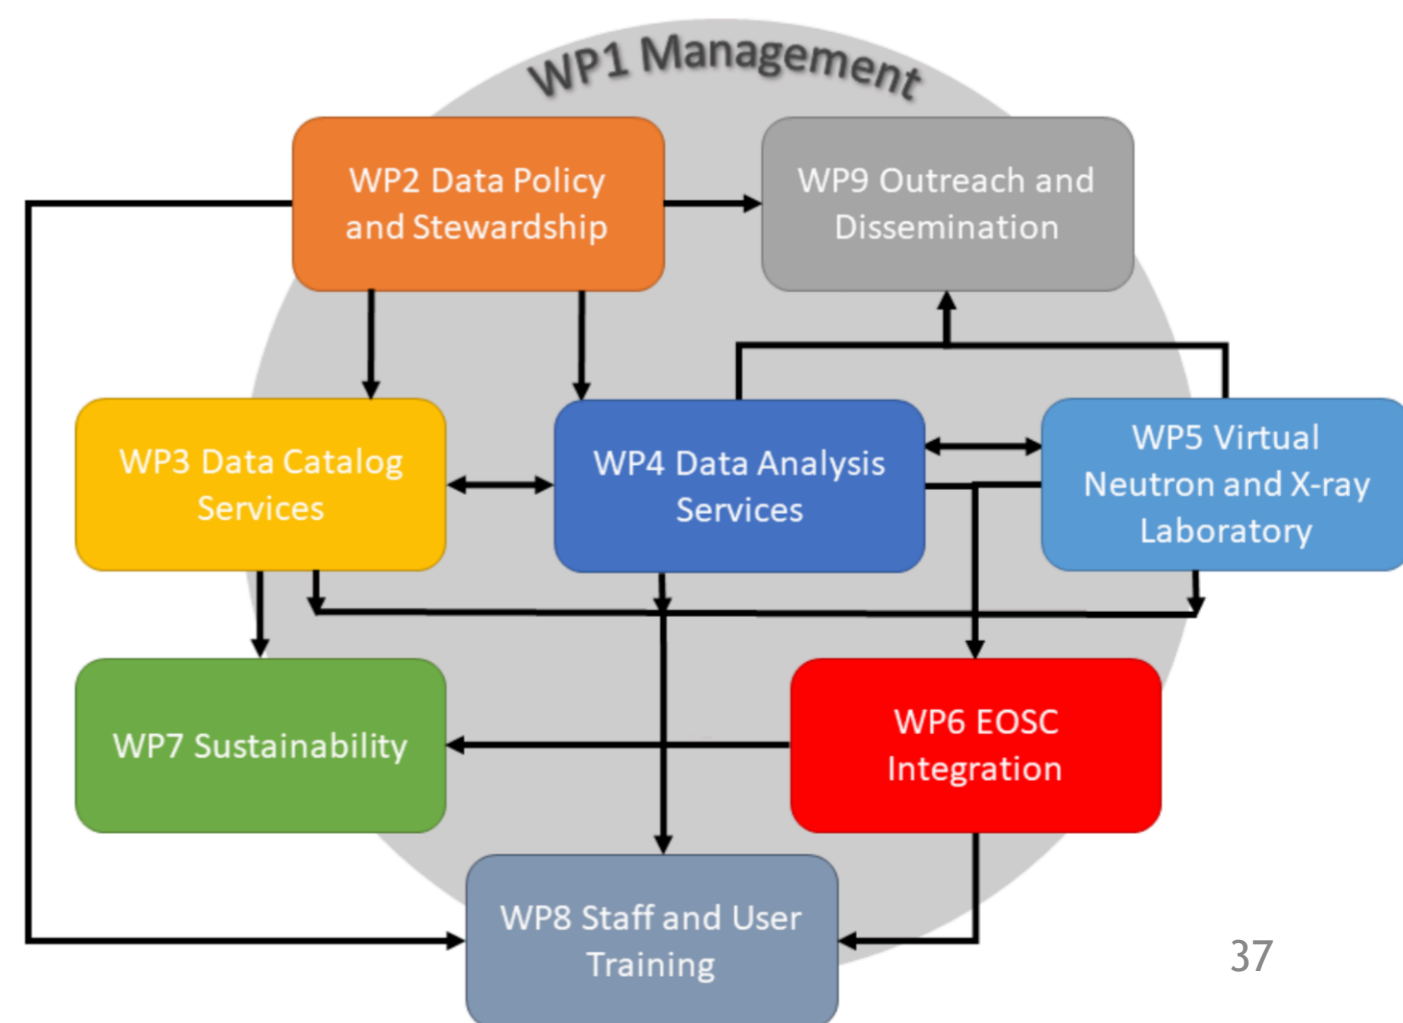 WP1 Management
WP2 Data Policy
and Stewardship
WP9 Outreach and
Dissemination
WP3 Data Catalog
Services
WP4 Data Analysis
Services
WP5 Virtual
Neutron and X-ray
Laboratory
WP7 Sustainability
WP6 EOSC
Integration
WP8 Staff and User
Training
37